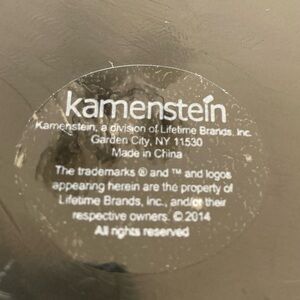 kamenstein
Kamenstein, a division of Lifetime Brands, Inc.
Garden City, NY 11530
Made in China
The trademarks ® and ™ and logos
appearing herein are the property of
Lifetime Brands, Inc., and/or their
respective owners. © 2014
All rights reserved